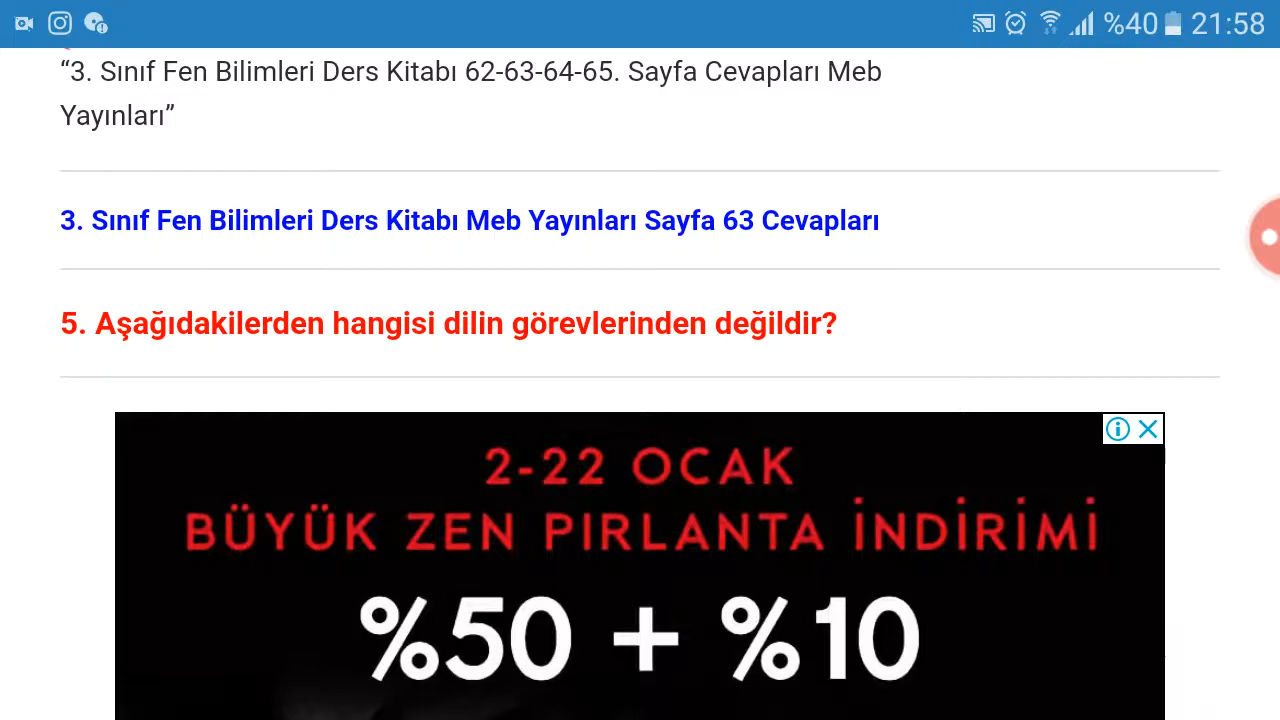 %40 21:58
“3. Sınıf Fen Bilimleri Ders Kitabı 62-63-64-65. Sayfa Cevapları Meb
Yayınları”
3. Sınıf Fen Bilimleri Ders Kitabı Meb Yayınları Sayfa 63 Cevapları
5. Aşağıdakilerden hangisi dilin görevlerinden değildir?
2-22 OCAK
BÜYÜK ZEN PIRLANTA İNDİRİMİ
%50 + %10